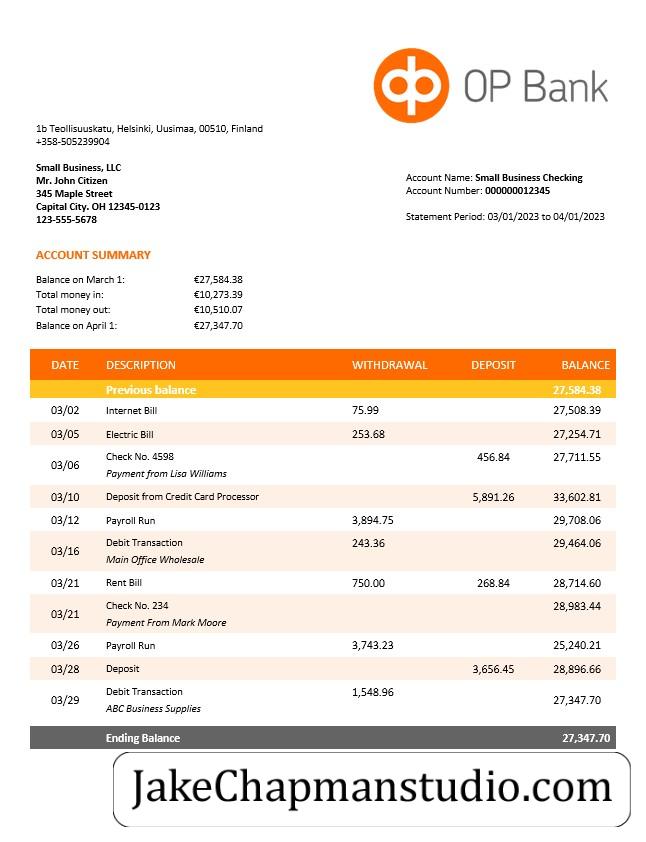 OP Bank
1b Teollisuuskatu, Helsinki, Uusimaa, 00510, Finland
+358-505239904
Small Business, LLC
Mr. John Citizen
345 Maple Street
Capital City. OH 12345-0123
123-555-5678
Account Name: Small Business Checking
Account Number: 000000012345
Statement Period: 03/01/2023 to 04/01/2023
ACCOUNT SUMMARY
Balance on March 1: €27,584.38
Total money in: €10,273.39
Total money out: €10,510.07
Balance on April 1: €27,347.70
DATE DESCRIPTION WITHDRAWAL DEPOSIT BALANCE
Previous balance 27,584.38
03/02 Internet Bill 75.99 27,508.39
03/05 Electric Bill 253.68 27,254.71
03/06 Check No. 4598 456.84 27,711.55
Payment from Lisa Williams
03/10 Deposit from Credit Card Processor 5,891.26 33,602.81
03/12 Payroll Run 3,894.75 29,708.06
03/16 Debit Transaction 243.36 29,464.06
Main Office Wholesale
03/21 Rent Bill 750.00 268.84 28,714.60
03/21 Check No. 234 28,983.44
Payment From Mark Moore
03/26 Payroll Run 3,743.23 25,240.21
03/28 Deposit 3,656.45 28,896.66
03/29 Debit Transaction 1,548.96 27,347.70
ABC Business Supplies
Ending Balance 27,347.70
JakeChapmanstudio.com